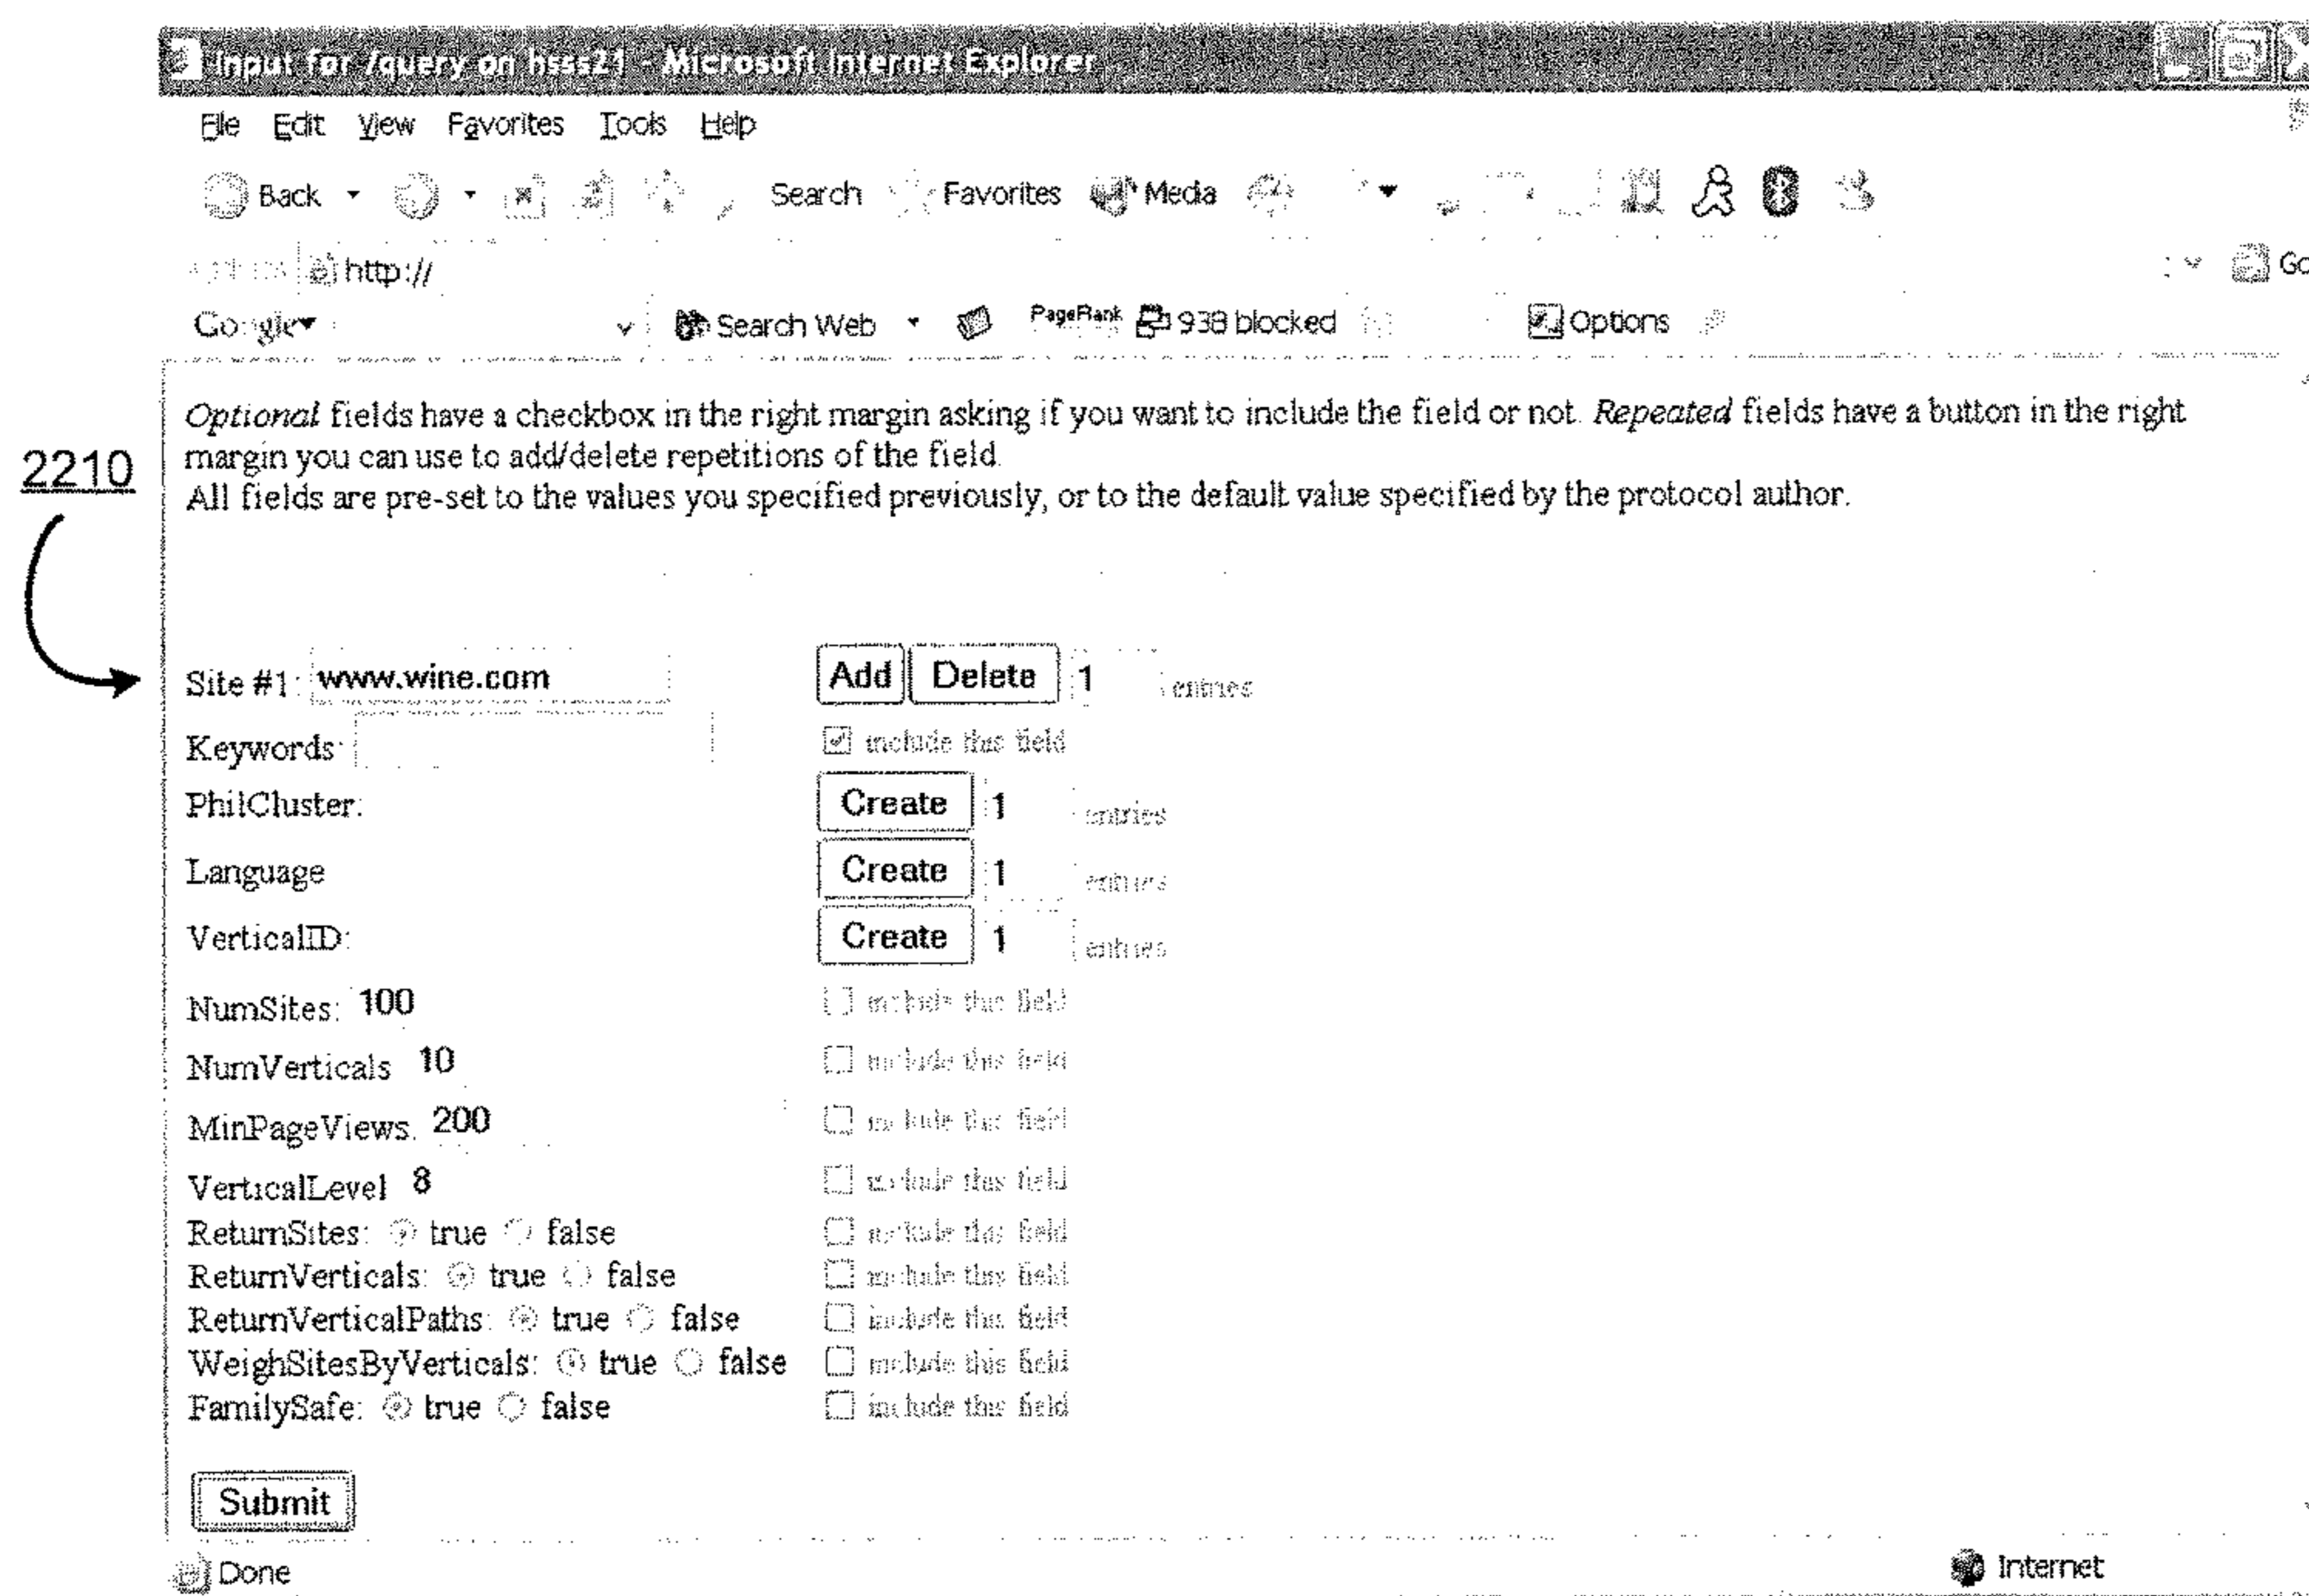 Input for /query on hsss21 - Microsoft Internet Explorer
File Edit View Favorites Tools Help
Back Search Favorites Media
http:// Go
Google Search Web PageRank 938 blocked Options
Optional fields have a checkbox in the right margin asking if you want to include the field or not. Repeated fields have a button in the right
margin you can use to add/delete repetitions of the field.
All fields are pre-set to the values you specified previously, or to the default value specified by the protocol author.
2210
Site #1: www.wine.com Add Delete 1 entries
Keywords: include this field
PhilCluster: Create 1 entries
Language Create 1 entries
VerticalID: Create 1 entries
NumSites: 100 include this field
NumVerticals 10 include this field
MinPageViews. 200 include this field
VerticalLevel 8 include this field
ReturnSites: true false include this field
ReturnVerticals: true false include this field
ReturnVerticalPaths: true false include this field
WeighSitesByVerticals: true false include this field
FamilySafe: true false include this field
Submit
Done Internet